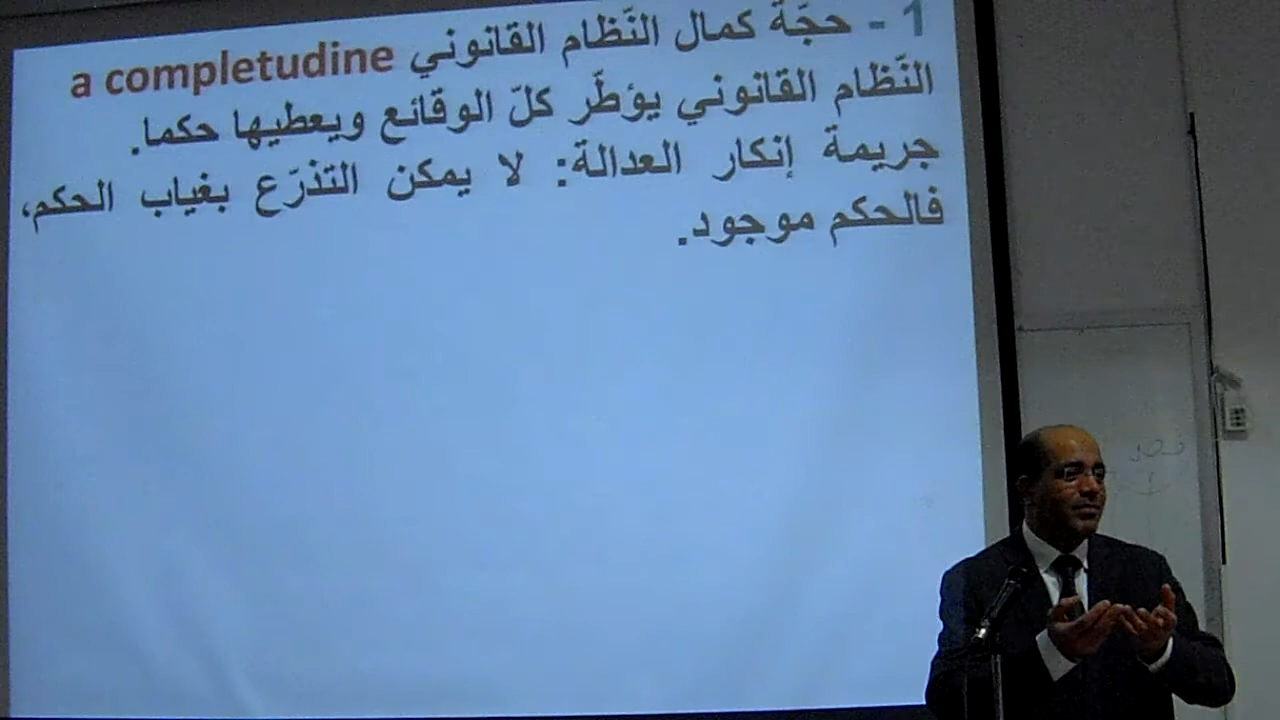 1 - حجّة كمال النّظام القانوني a completudine
النّظام القانوني يؤطّر كلّ الوقائع ويعطيها حكما.
جريمة إنكار العدالة: لا يمكن التذرّع بغياب الحكم،
فالحكم موجود.